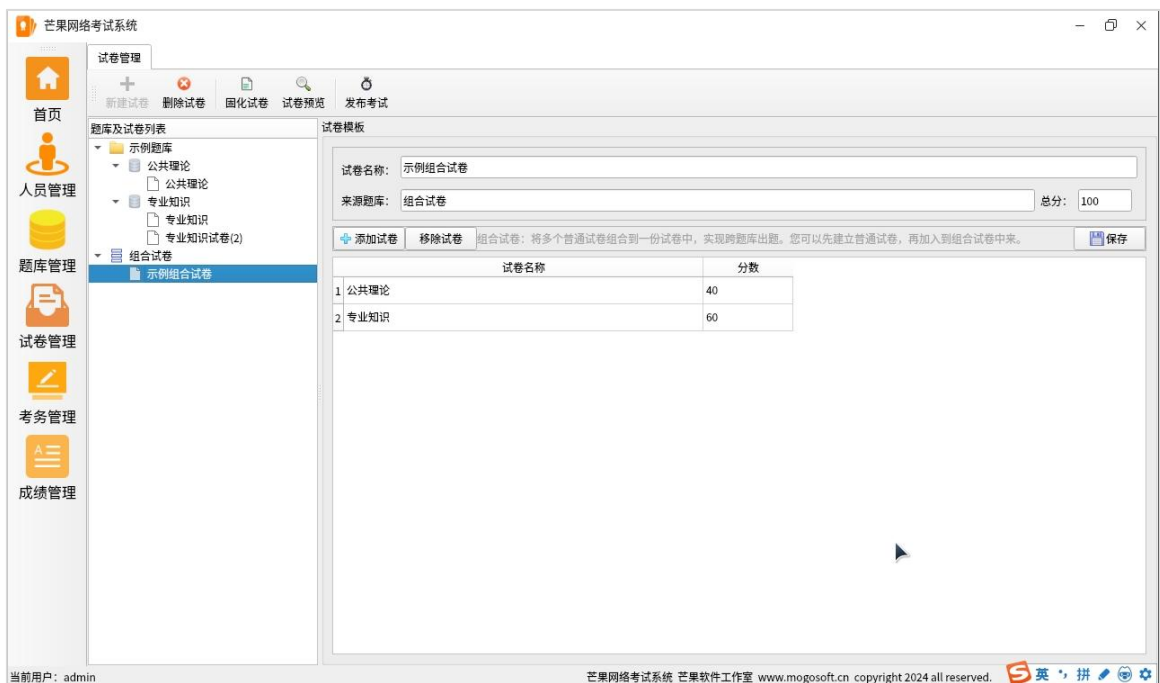 芒果网络考试系统
试卷管理
新建试卷 删除试卷 固化试卷 试卷预览 发布考试
首页
人员管理
题库管理
试卷管理
考务管理
成绩管理
题库及试卷列表
示例题库
公共理论
公共理论
专业知识
专业知识
专业知识试卷(2)
组合试卷
示例组合试卷
试卷模板
试卷名称: 示例组合试卷
来源题库: 组合试卷 总分: 100
添加试卷 移除试卷 组合试卷：将多个普通试卷组合到一份试卷中，实现跨题库出题。您可以先建立普通试卷，再加入到组合试卷中来。 保存
试卷名称 分数
1 公共理论 40
2 专业知识 60
当前用户: admin
芒果网络考试系统 芒果软件工作室 www.mogosoft.cn copyright 2024 all reserved.
英 拼